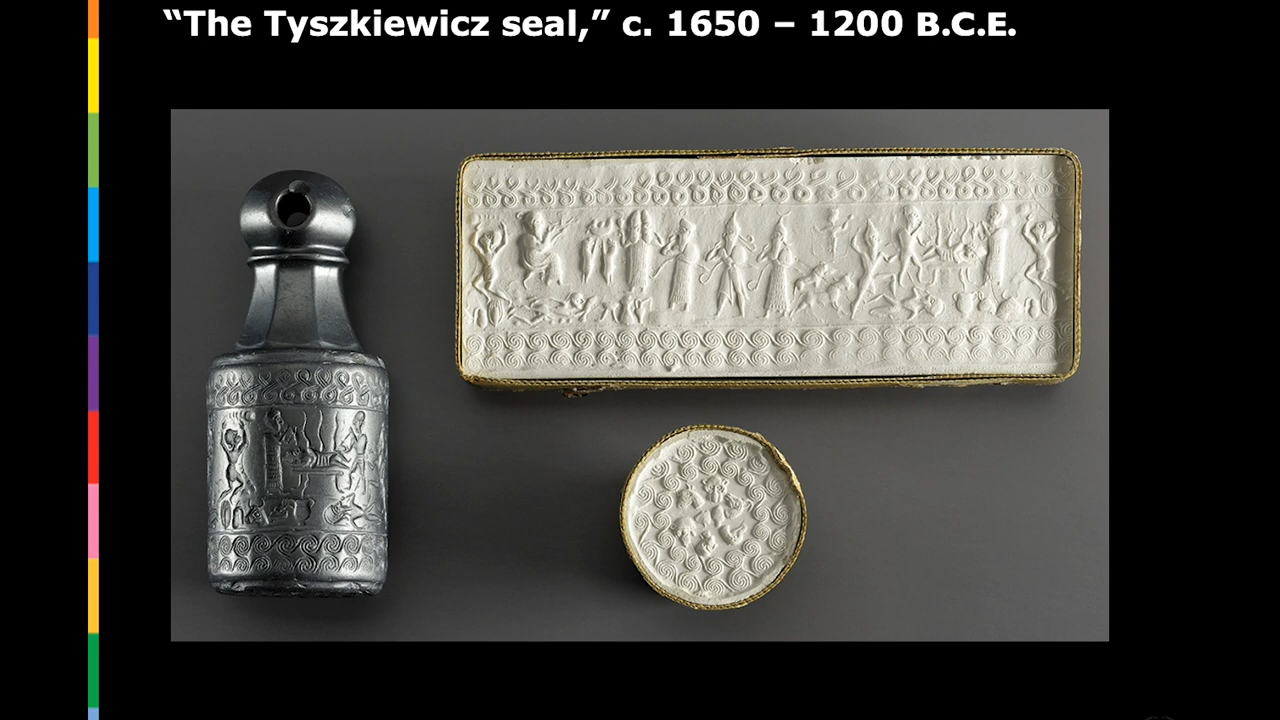 “The Tyszkiewicz seal,” c. 1650 – 1200 B.C.E.